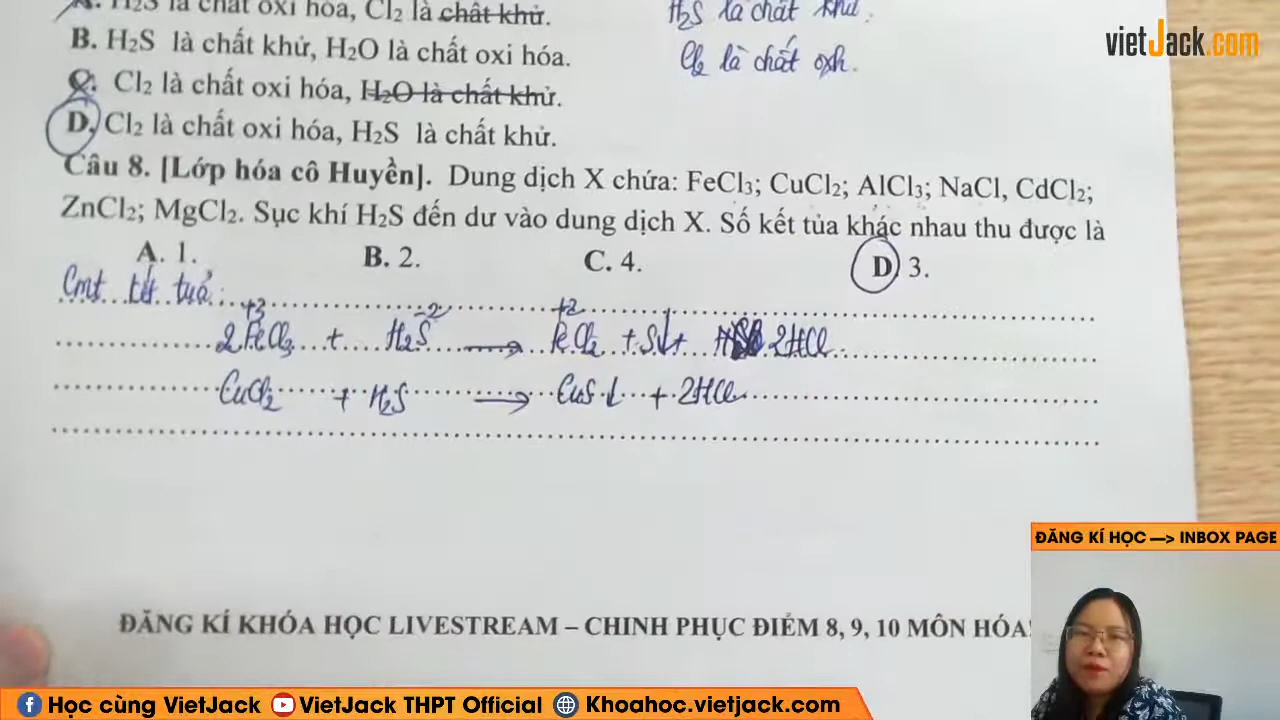 A. H₂S là chất oxi hóa, Cl₂ là chất khử.
H₂S là chất khử.
B. H₂S là chất khử, H₂O là chất oxi hóa.
Cl₂ là chất oxh.
C. Cl₂ là chất oxi hóa, H₂O là chất khử.
D. Cl₂ là chất oxi hóa, H₂S là chất khử.
Câu 8. [Lớp hóa cô Huyền]. Dung dịch X chứa: FeCl₃; CuCl₂; AlCl₃; NaCl, CdCl₂;
ZnCl₂; MgCl₂. Sục khí H₂S đến dư vào dung dịch X. Số kết tủa khác nhau thu được là
A. 1. B. 2. C. 4. D. 3.
+3 -2 +2
2FeCl₃ + H₂S → FeCl₂ + S↓ + 2HCl
CuCl₂ + H₂S → CuS↓ + 2HCl
ĐĂNG KÍ KHÓA HỌC LIVESTREAM – CHINH PHỤC ĐIỂM 8, 9, 10 MÔN HÓA
vietJack.com
ĐĂNG KÍ HỌC —> INBOX PAGE
Học cùng VietJack VietJack THPT Official Khoahoc.vietjack.com